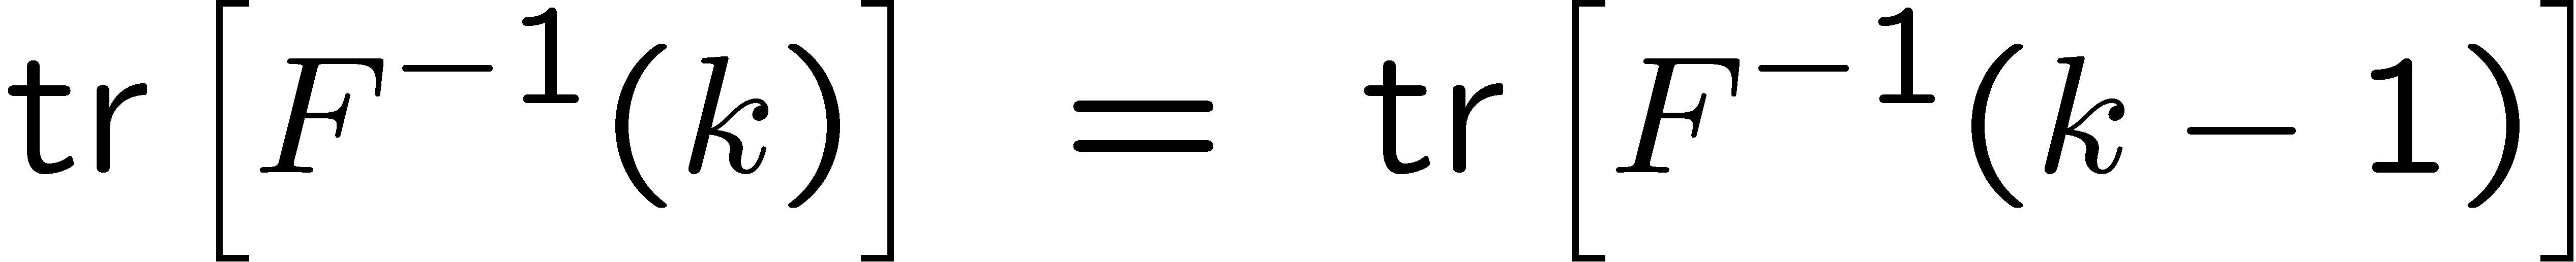 tr [F⁻¹(k)] = tr [F⁻¹(k − 1)]